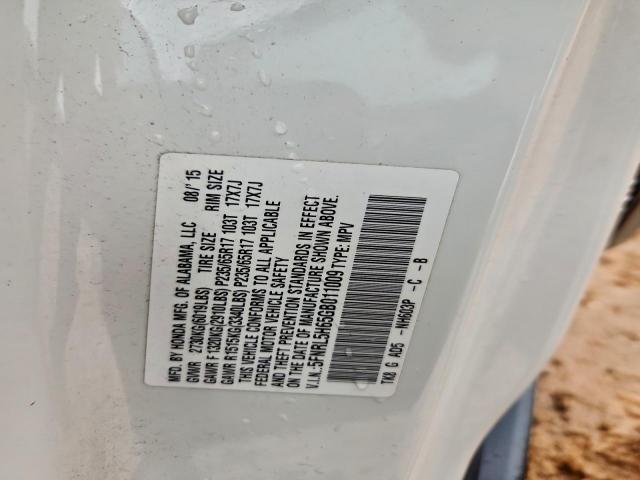 MFD. BY HONDA MFG. OF ALABAMA, LLC 08/'15
GVWR 2730KG(6019LBS) TIRE SIZE RIM SIZE
GAWR F 1320KG(2910LBS) P235/65R17 103T 17X7J
GAWR R 1515KG(3340LBS) P235/65R17 103T 17X7J
THIS VEHICLE CONFORMS TO ALL APPLICABLE
FEDERAL MOTOR VEHICLE SAFETY
AND THEFT PREVENTION STANDARDS IN EFFECT
ON THE DATE OF MANUFACTURE SHOWN ABOVE.
V.I.N.:5FNRL5H65GB011009 TYPE: MPV
TK8 G A05 -NH603P -C -B